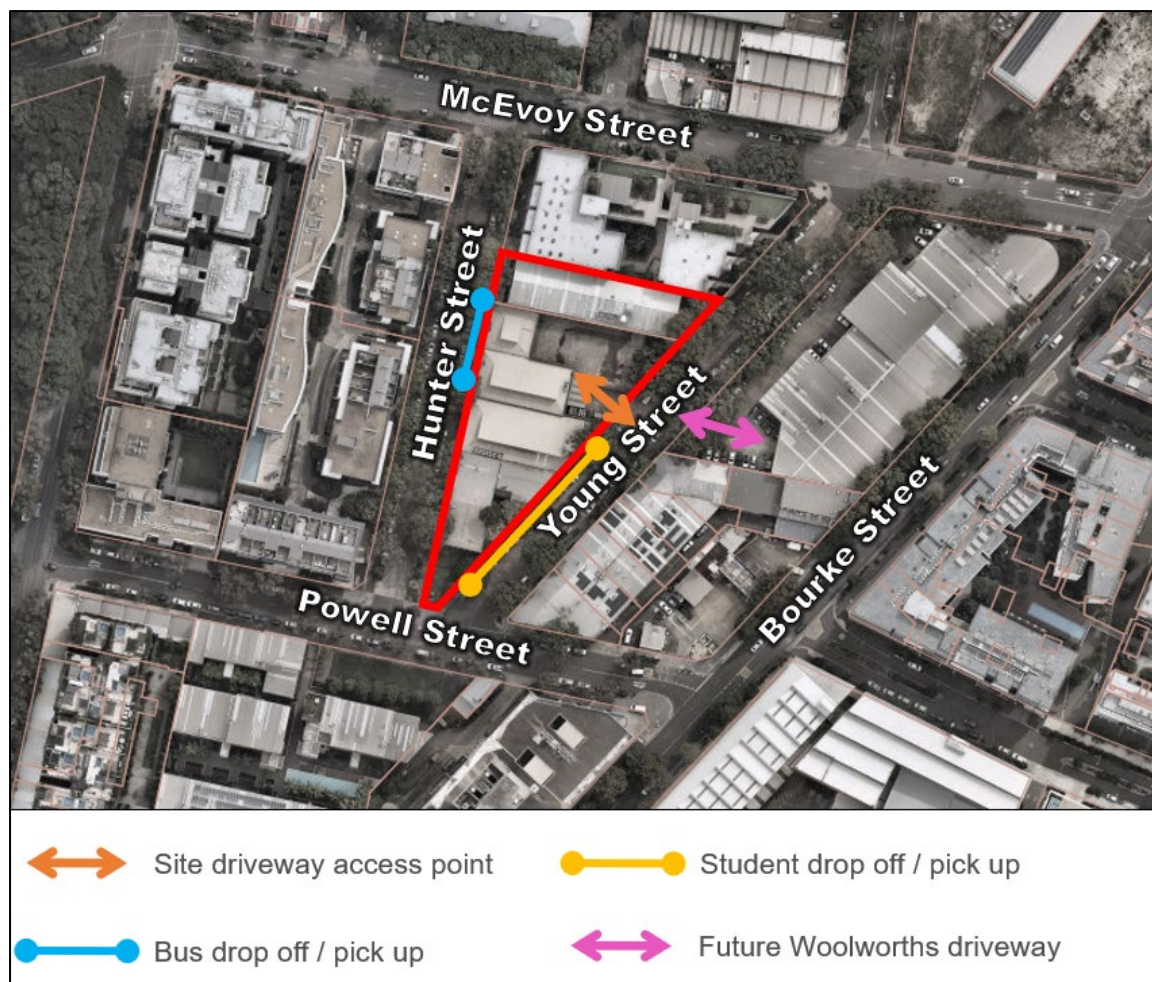 McEvoy Street
Hunter Street
Young Street
Bourke Street
Powell Street
Site driveway access point
Student drop off / pick up
Bus drop off / pick up
Future Woolworths driveway